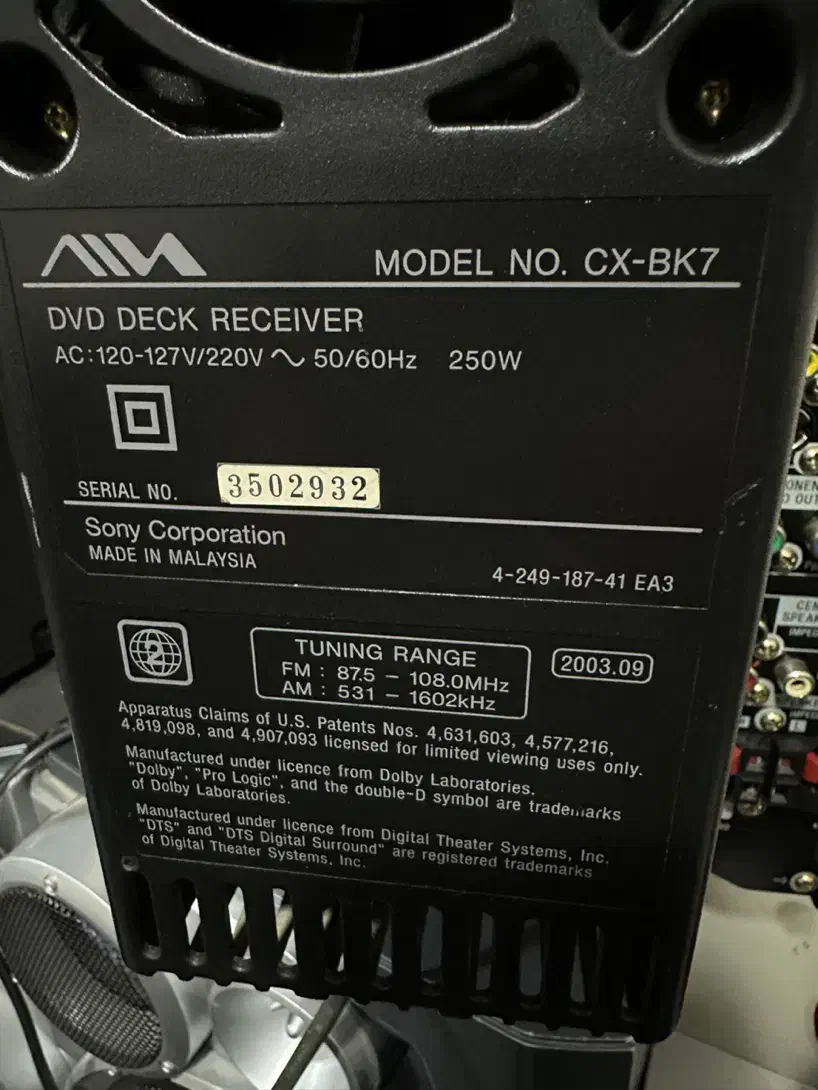 AIWA
MODEL NO. CX-BK7
DVD DECK RECEIVER
AC:120-127V/220V ~ 50/60Hz 250W
SERIAL NO. 3502932
Sony Corporation
MADE IN MALAYSIA
4-249-187-41 EA3
2
TUNING RANGE
FM : 87.5 – 108.0MHz
AM : 531 – 1602kHz
2003.09
Apparatus Claims of U.S. Patents Nos. 4,631,603, 4,577,216,
4,819,098, and 4,907,093 licensed for limited viewing uses only.
Manufactured under licence from Dolby Laboratories.
"Dolby", "Pro Logic", and the double-D symbol are trademarks
of Dolby Laboratories.
Manufactured under licence from Digital Theater Systems, Inc.
"DTS" and "DTS Digital Surround" are registered trademarks
of Digital Theater Systems, Inc.